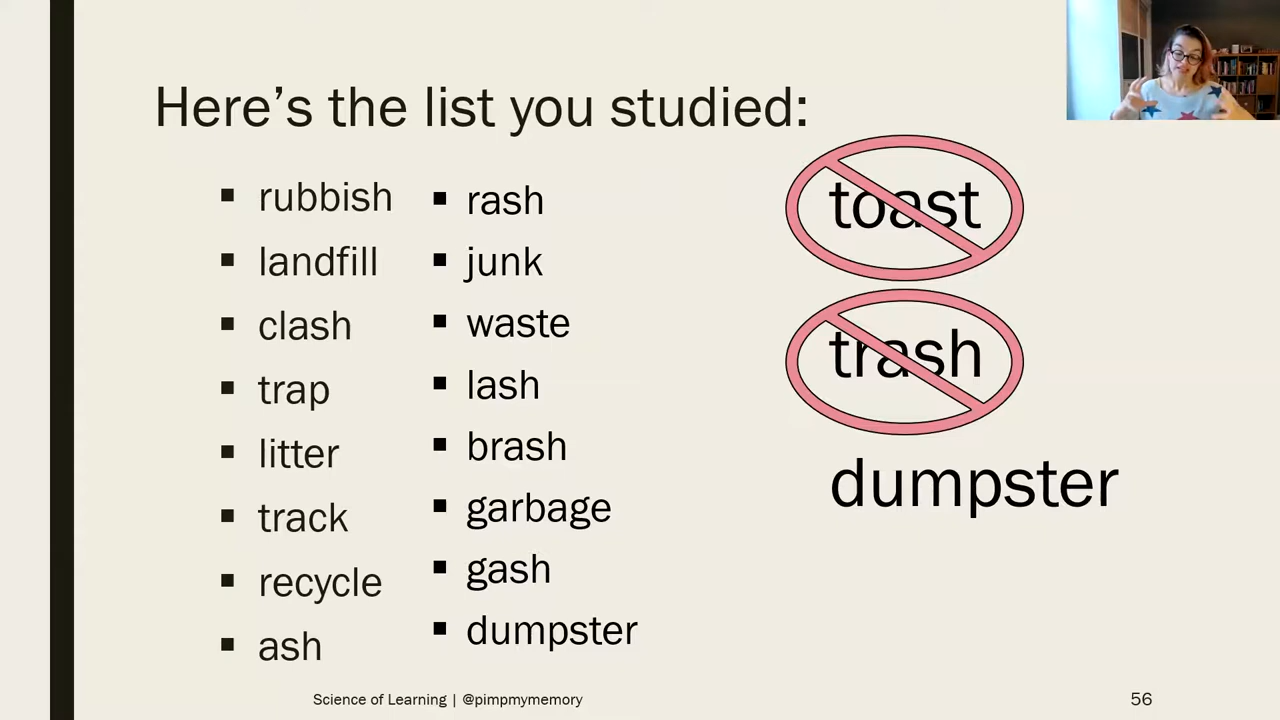 Here's the list you studied:
rubbish
landfill
clash
trap
litter
track
recycle
ash
rash
junk
waste
lash
brash
garbage
gash
dumpster
toast
trash
dumpster
Science of Learning | @pimpmymemory
56